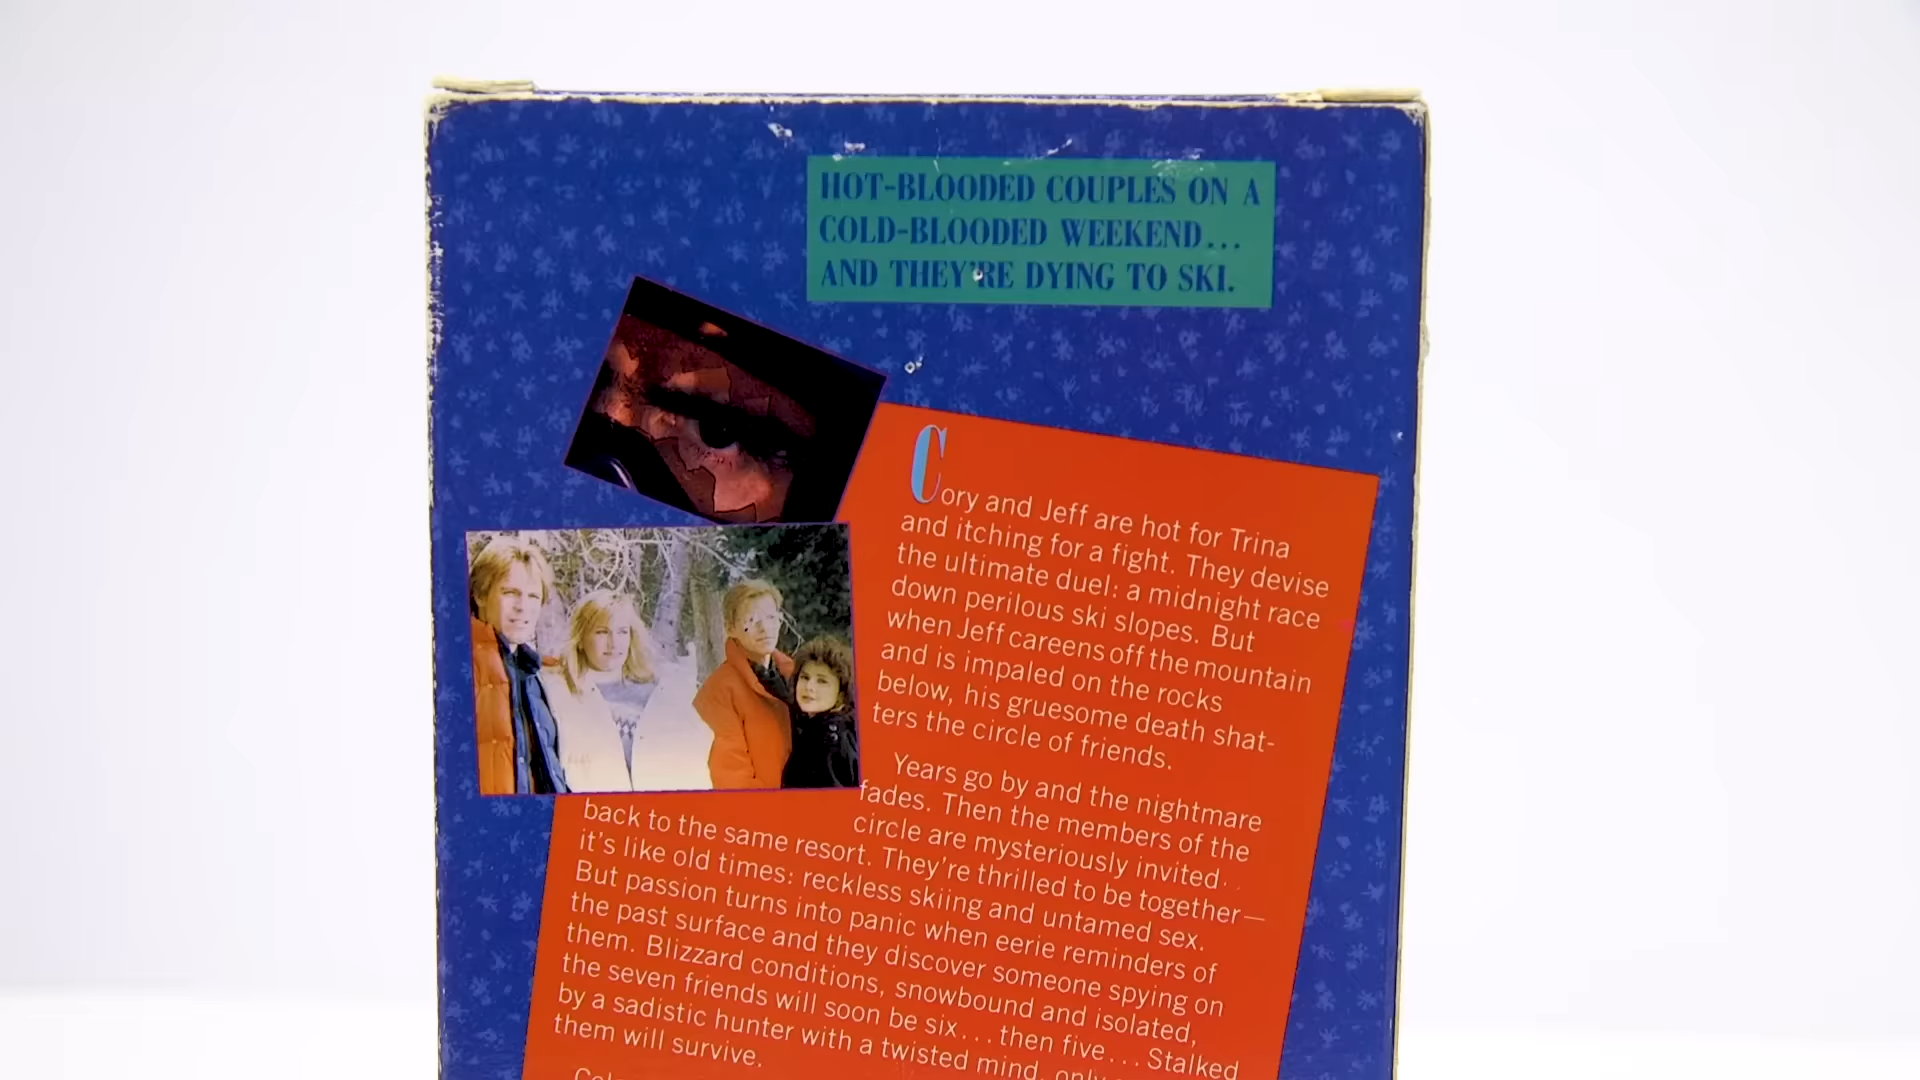 HOT-BLOODED COUPLES ON A
COLD-BLOODED WEEKEND...
AND THEY'RE DYING TO SKI.
Cory and Jeff are hot for Trina
and itching for a fight. They devise
the ultimate duel: a midnight race
down perilous ski slopes. But
when Jeff careens off the mountain
and is impaled on the rocks
below, his gruesome death shat-
ters the circle of friends.
Years go by and the nightmare
fades. Then the members of the
circle are mysteriously invited
back to the same resort. They're thrilled to be together—
it's like old times: reckless skiing and untamed sex.
But passion turns into panic when eerie reminders of
the past surface and they discover someone spying on
them. Blizzard conditions, snowbound and isolated,
the seven friends will soon be six... then five... Stalked
by a sadistic hunter with a twisted mind, only
them will survive.